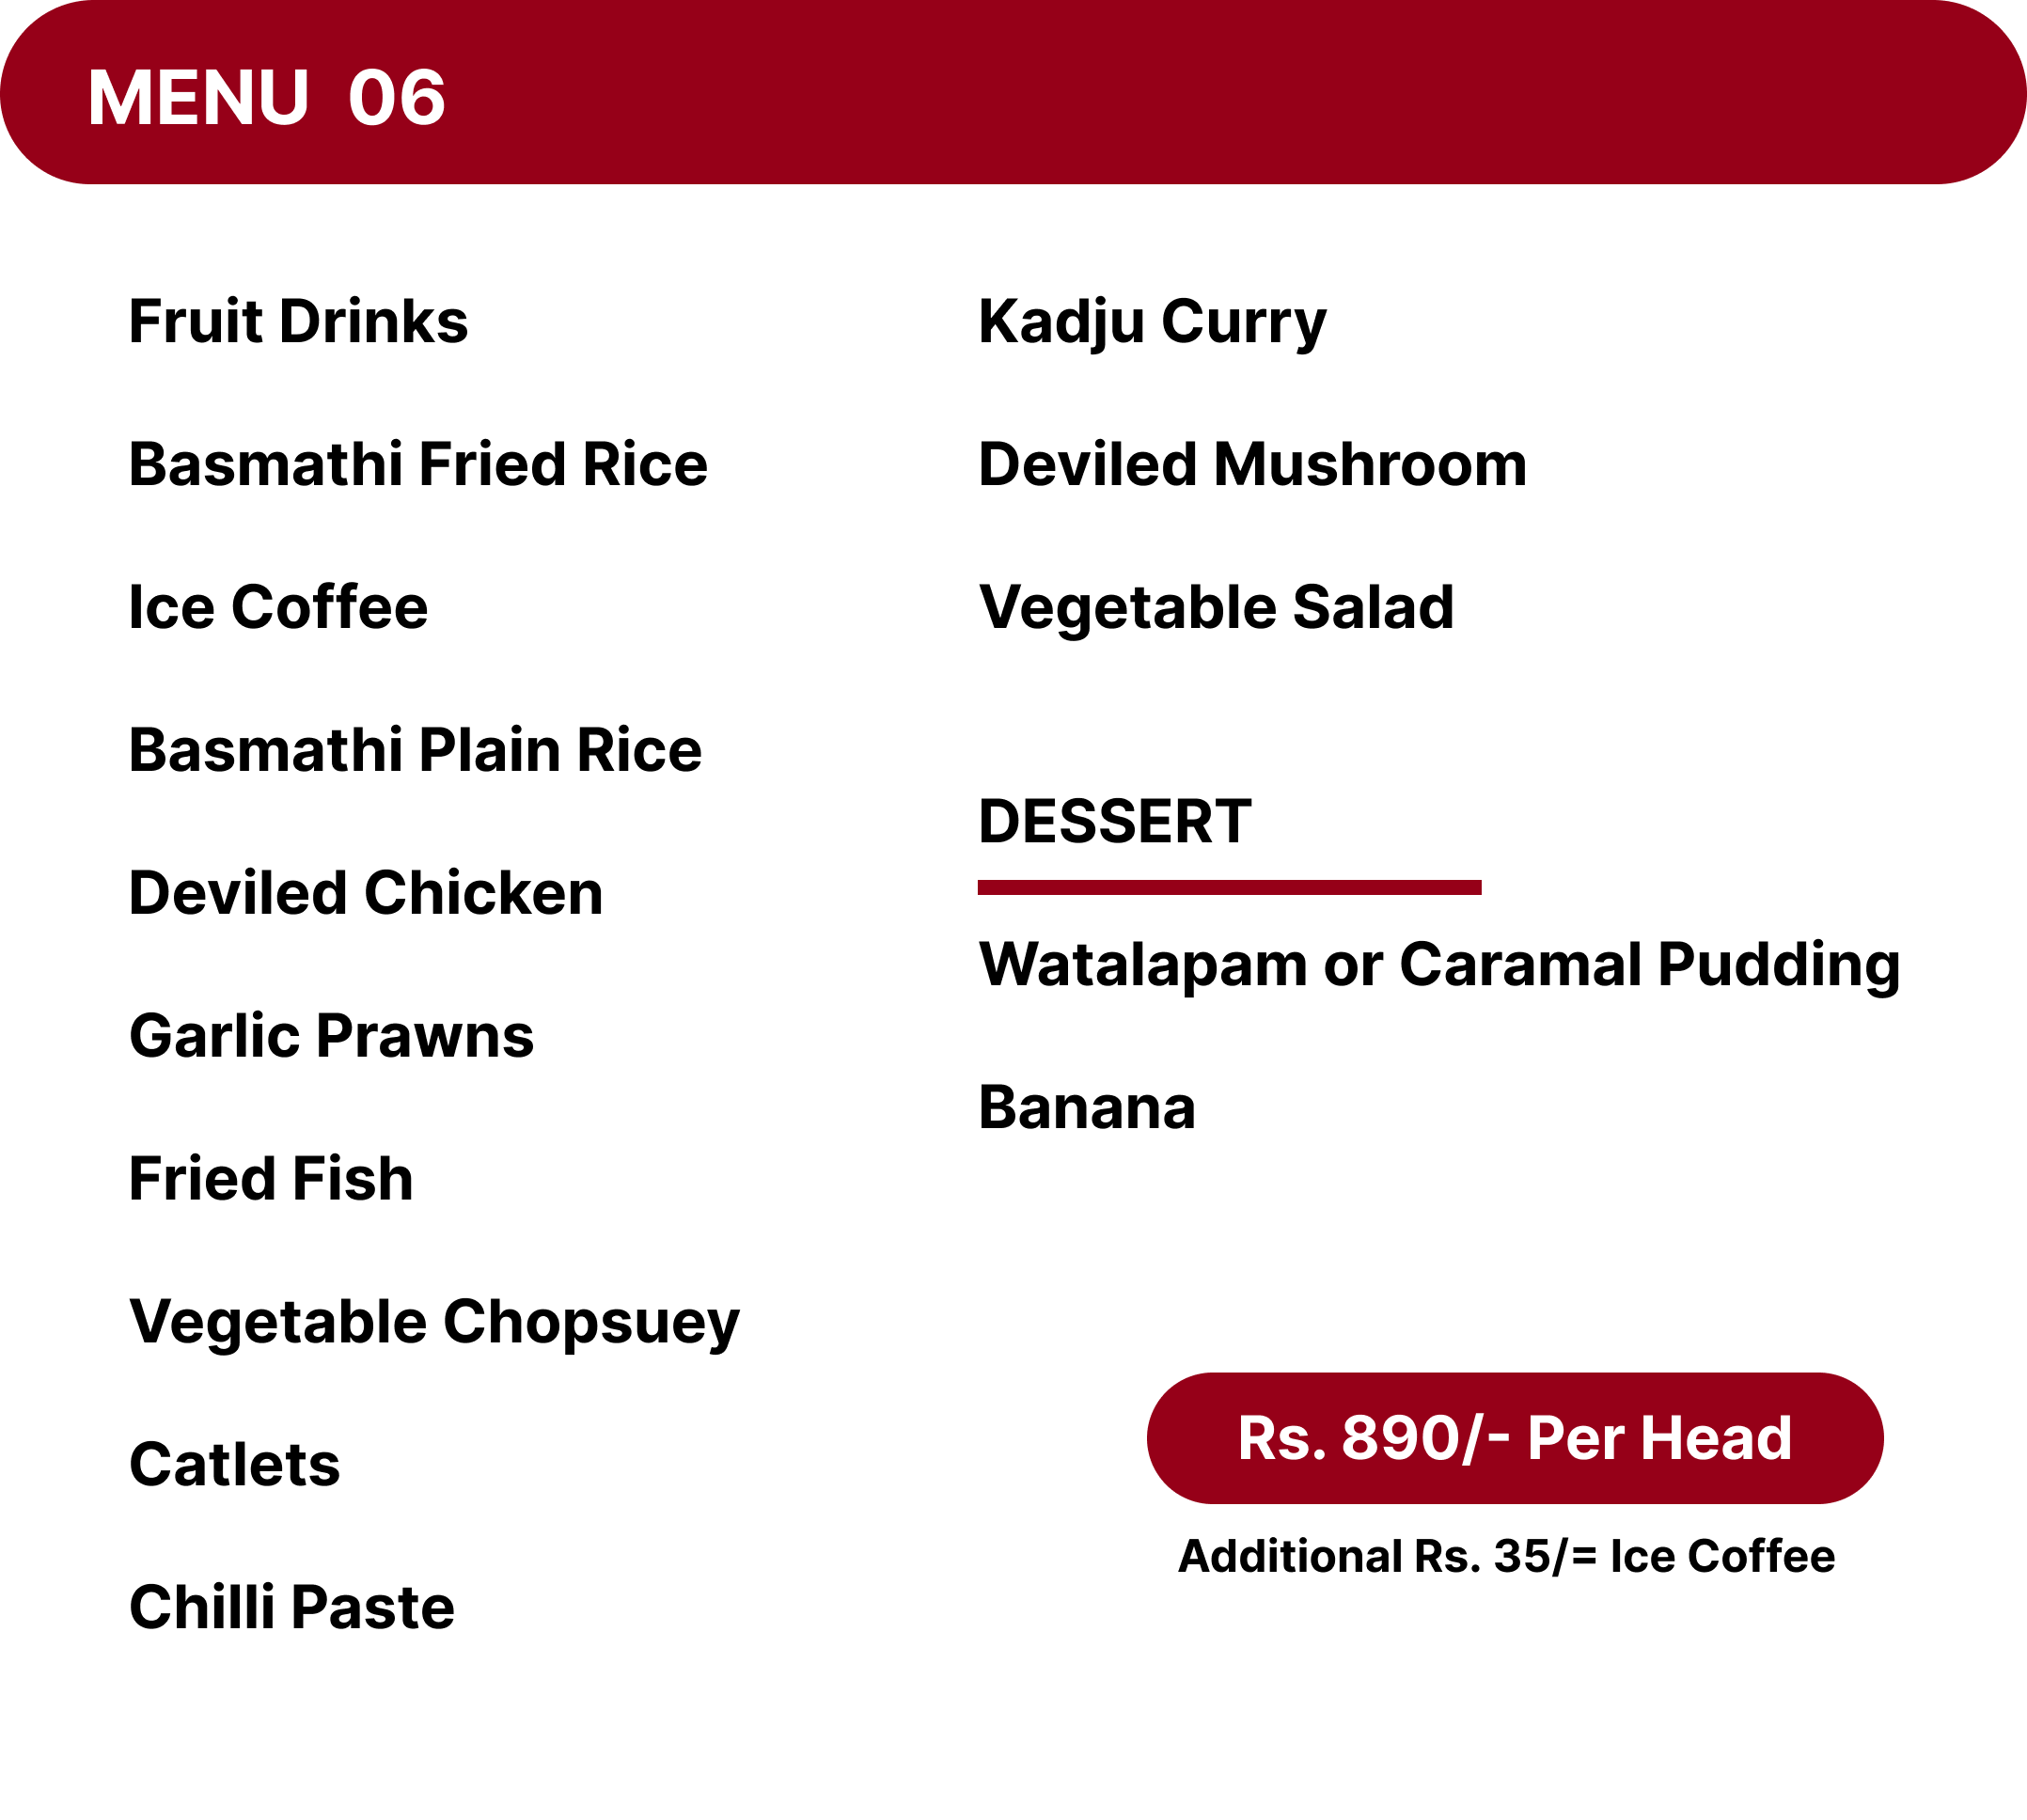 MENU 06
Fruit Drinks
Basmathi Fried Rice
Ice Coffee
Basmathi Plain Rice
Deviled Chicken
Garlic Prawns
Fried Fish
Vegetable Chopsuey
Catlets
Chilli Paste
Kadju Curry
Deviled Mushroom
Vegetable Salad
DESSERT
Watalapam or Caramal Pudding
Banana
Rs. 890/- Per Head
Additional Rs. 35/= Ice Coffee